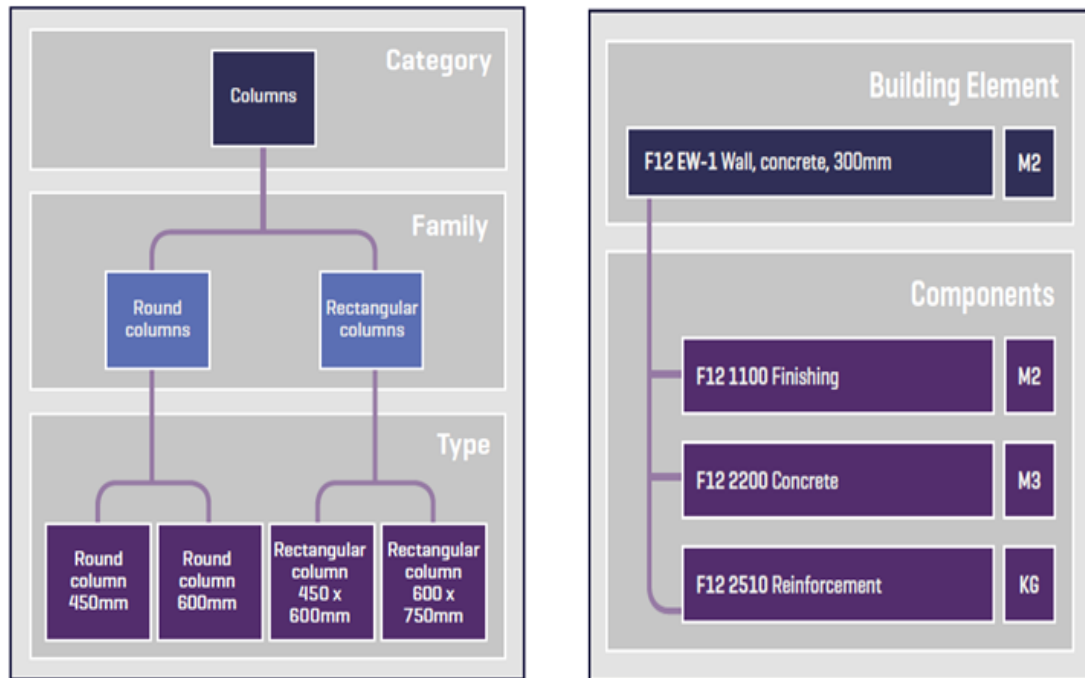 Category
Columns
Family
Round
columns
Rectangular
columns
Type
Round
column
450mm
Round
column
600mm
Rectangular
column
450 x
600mm
Rectangular
column
600 x
750mm
Building Element
F12 EW-1 Wall, concrete, 300mm
M2
Components
F12 1100 Finishing
M2
F12 2200 Concrete
M3
F12 2510 Reinforcement
KG